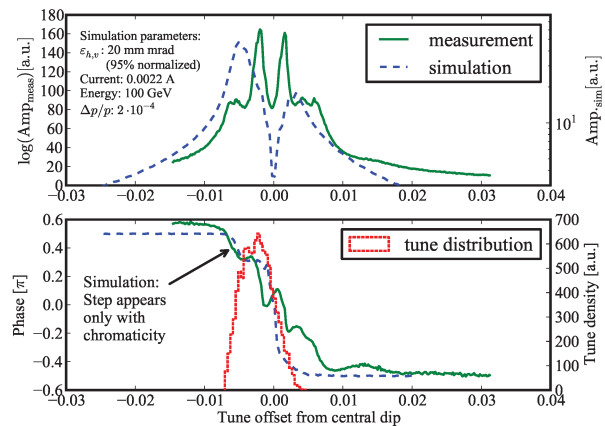 180
160
140
120
100
80
60
40
20
0
log(Amp_meas)[a.u.]
Simulation parameters:
ε_h,v: 20 mm mrad
(95% normalized)
Current: 0.0022 A
Energy: 100 GeV
Δp/p: 2·10⁻⁴
measurement
simulation
10¹
Amp._sim[a.u.]
−0.03 −0.02 −0.01 0.00 0.01 0.02 0.03 0.04
0.6
0.4
0.2
0.0
−0.2
−0.4
−0.6
Phase [π]
Simulation:
Step appears
only with
chromaticity
tune distribution
700
600
500
400
300
200
100
0
Tune density [a.u.]
−0.03 −0.02 −0.01 0.00 0.01 0.02 0.03 0.04
Tune offset from central dip